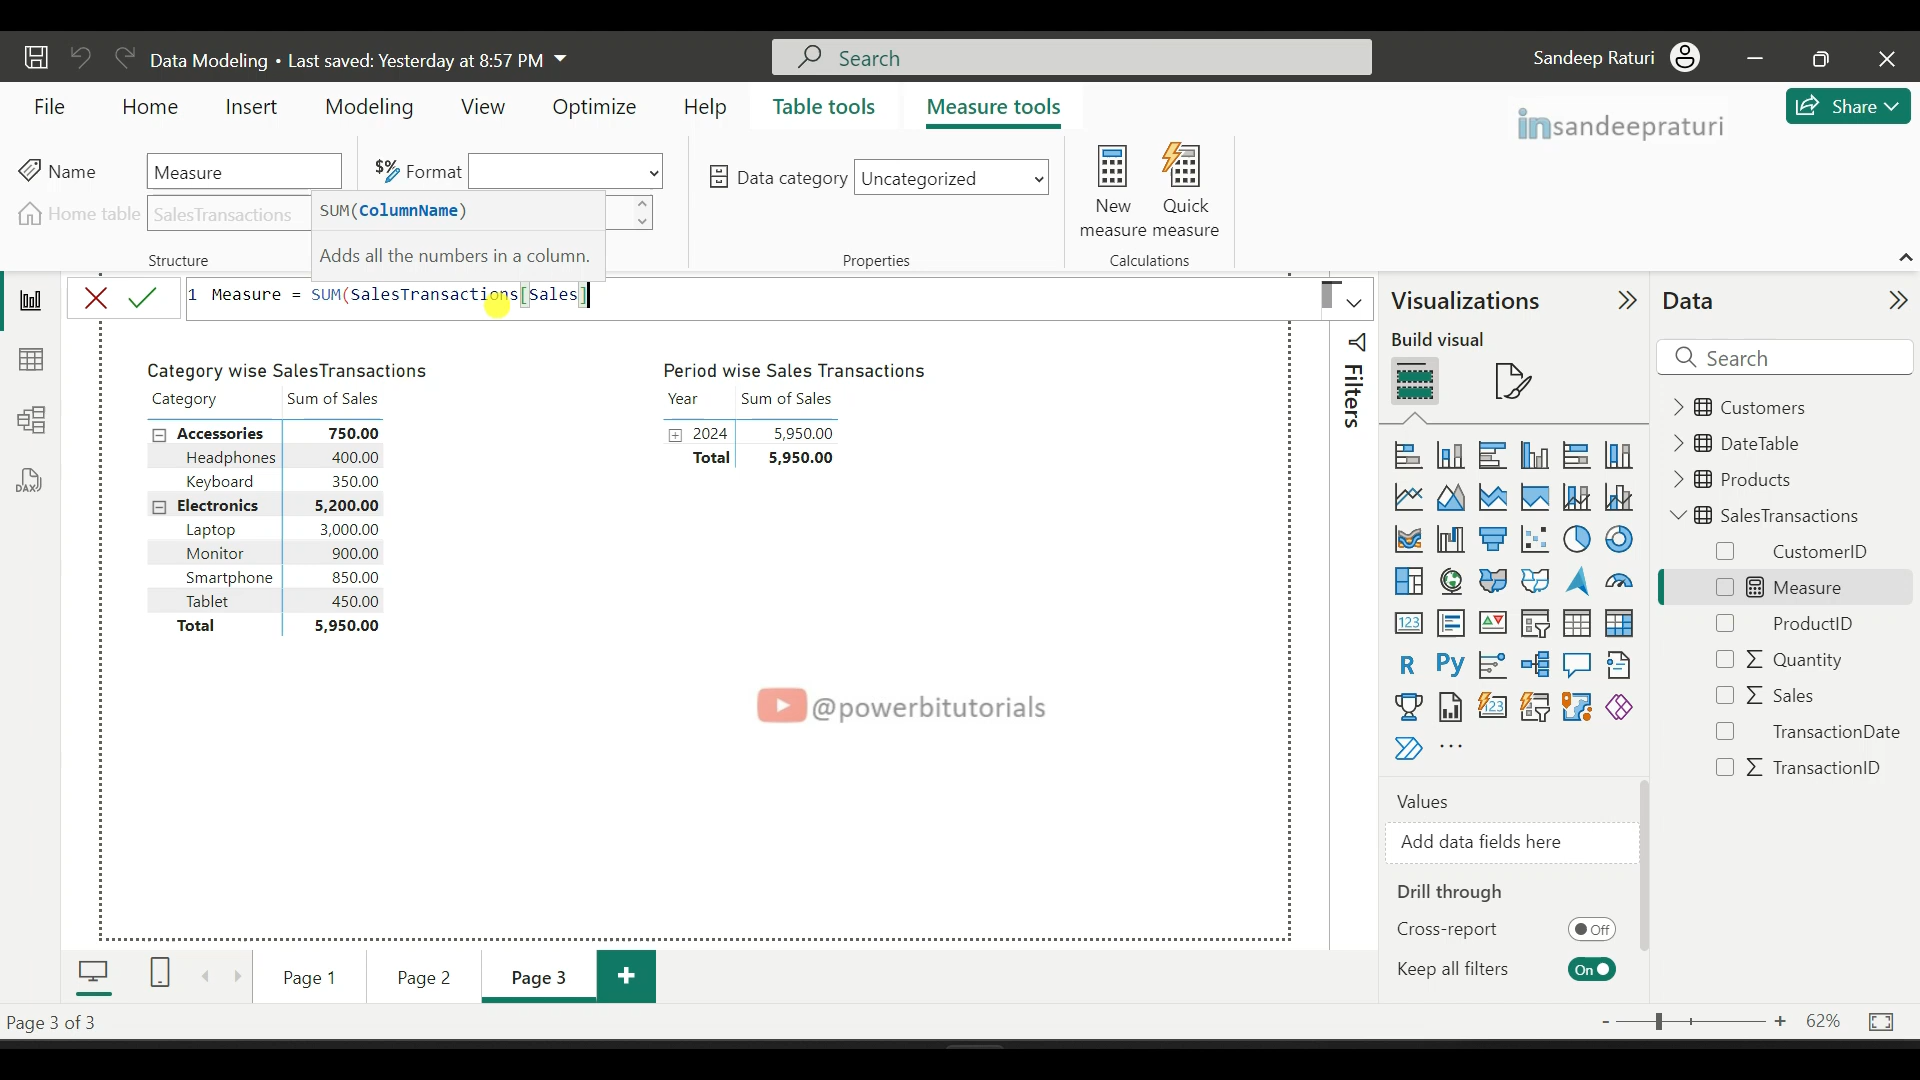 Data Modeling • Last saved: Yesterday at 8:57 PM
Search
Sandeep Raturi
File Home Insert Modeling View Optimize Help Table tools Measure tools
Share
insandeepraturi
Name Measure
$% Format
Data category Uncategorized
New measure
Quick measure
Home table SalesTransactions
SUM(ColumnName)
Adds all the numbers in a column.
Structure
Properties
Calculations
1 Measure = SUM(SalesTransactions[Sales]
Category wise SalesTransactions
Category Sum of Sales
Accessories 750.00
Headphones 400.00
Keyboard 350.00
Electronics 5,200.00
Laptop 3,000.00
Monitor 900.00
Smartphone 850.00
Tablet 450.00
Total 5,950.00
Period wise Sales Transactions
Year Sum of Sales
2024 5,950.00
Total 5,950.00
@powerbitutorials
DAX
Filters
Visualizations
Build visual
123
R Py
123
Values
Add data fields here
Drill through
Cross-report Off
Keep all filters On
Data
Search
Customers
DateTable
Products
SalesTransactions
CustomerID
Measure
ProductID
Σ Quantity
Σ Sales
TransactionDate
Σ TransactionID
Page 1 Page 2 Page 3 +
Page 3 of 3
- + 62%